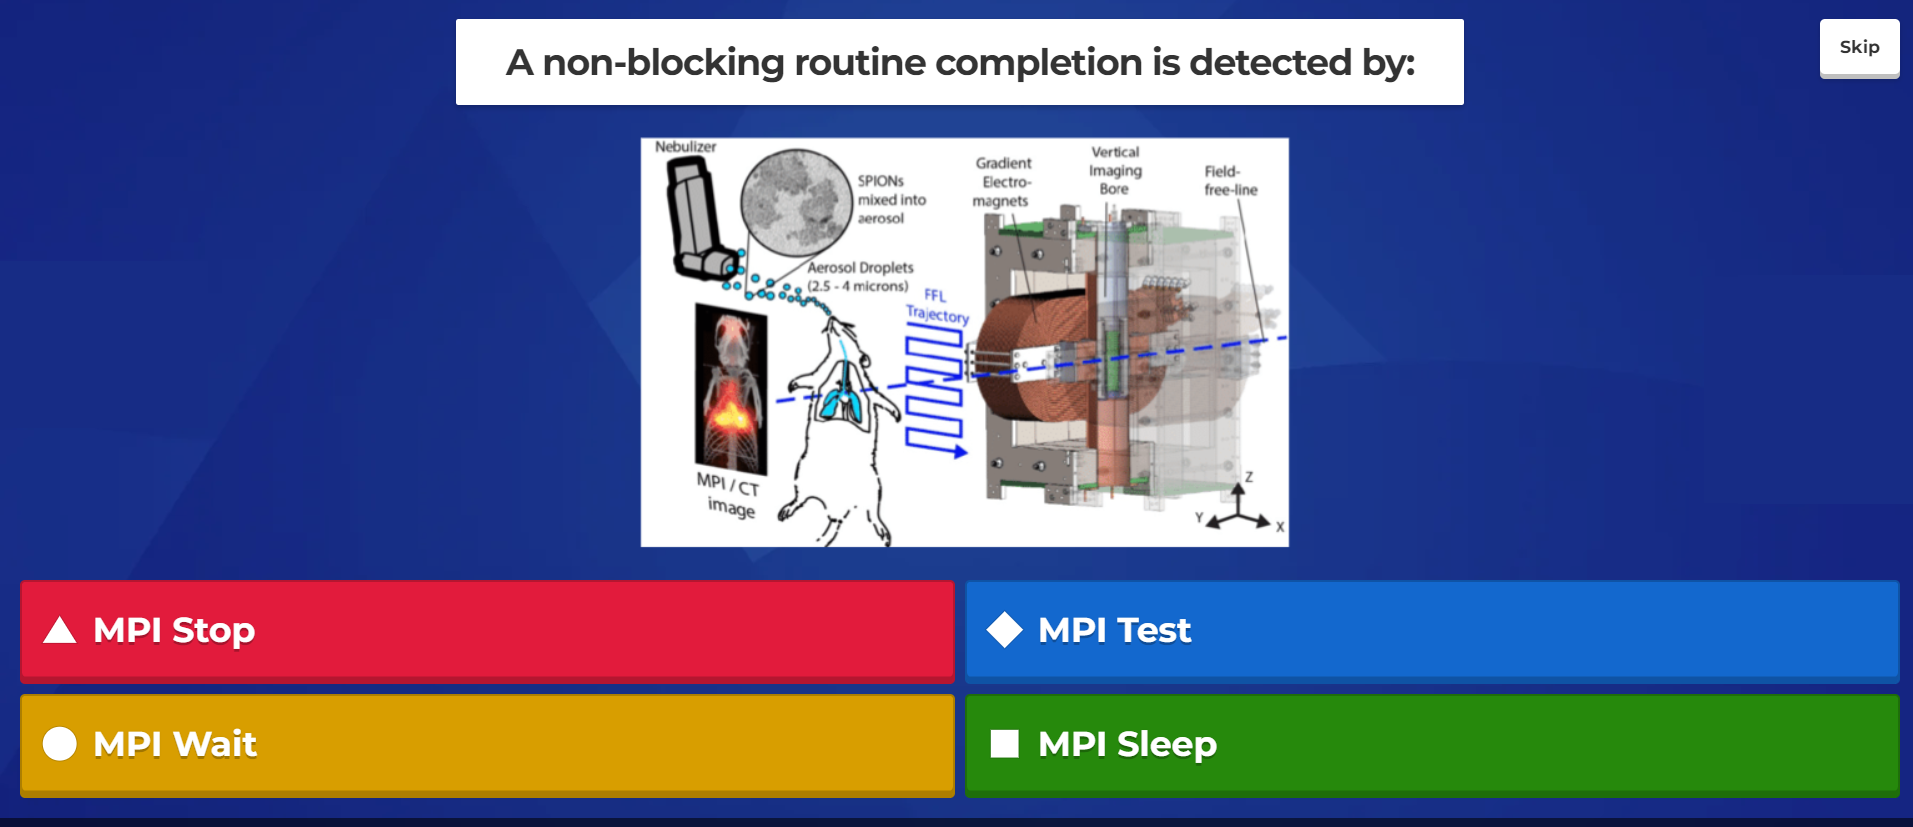 A non-blocking routine completion is detected by:
Skip
Nebulizer
SPIONs
mixed into
aerosol
Aerosol Droplets
(2.5 - 4 microns)
FFL
Trajectory
MPI / CT
image
Gradient
Electro-
magnets
Vertical
Imaging
Bore
Field-
free-line
Z
Y
X
MPI Stop
MPI Test
MPI Wait
MPI Sleep